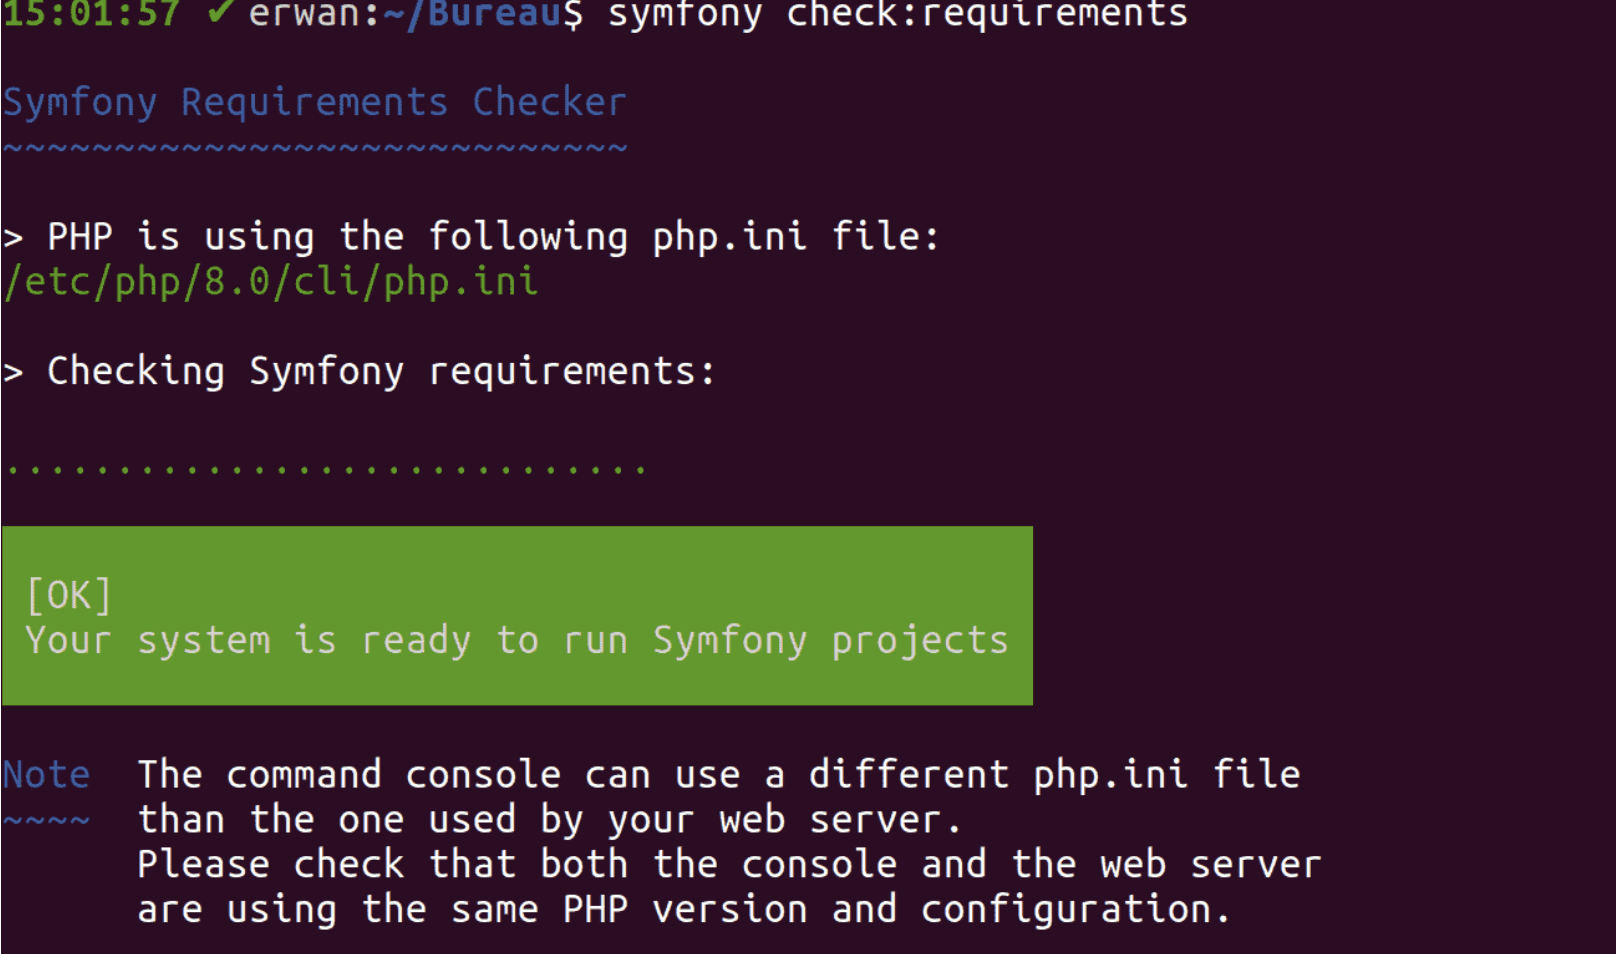 15:01:57 ✔ erwan:~/Bureau$ symfony check:requirements
Symfony Requirements Checker
~~~~~~~~~~~~~~~~~~~~~~~~~~~~
> PHP is using the following php.ini file:
/etc/php/8.0/cli/php.ini
> Checking Symfony requirements:
.............................
[OK]
Your system is ready to run Symfony projects
Note The command console can use a different php.ini file
~~~~ than the one used by your web server.
Please check that both the console and the web server
are using the same PHP version and configuration.